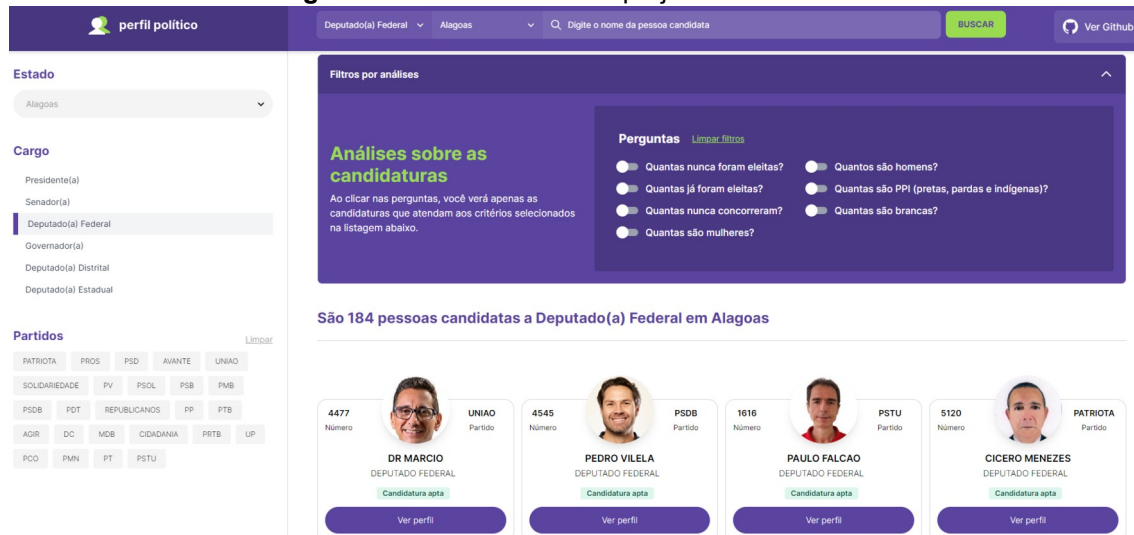 perfil político
Deputado(a) Federal
Alagoas
Digite o nome da pessoa candidata
BUSCAR
Ver Github
Estado
Alagoas
Cargo
Presidente(a)
Senador(a)
Deputado(a) Federal
Governador(a)
Deputado(a) Distrital
Deputado(a) Estadual
Partidos
Limpar
PATRIOTA PROS PSD AVANTE UNIAO
SOLIDARIEDADE PV PSOL PSB PMB
PSDB PDT REPUBLICANOS PP PTB
AGIR DC MDB CIDADANIA PRTB UP
PCO PMN PT PSTU
Filtros por análises
Análises sobre as
candidaturas
Ao clicar nas perguntas, você verá apenas as
candidaturas que atendam aos critérios selecionados
na listagem abaixo.
Perguntas Limpar filtros
Quantas nunca foram eleitas?
Quantos são homens?
Quantas já foram eleitas?
Quantas são PPI (pretas, pardas e indígenas)?
Quantas nunca concorreram?
Quantas são brancas?
Quantas são mulheres?
São 184 pessoas candidatas a Deputado(a) Federal em Alagoas
4477
Número
UNIAO
Partido
DR MARCIO
DEPUTADO FEDERAL
Candidatura apta
Ver perfil
4545
Número
PSDB
Partido
PEDRO VILELA
DEPUTADO FEDERAL
Candidatura apta
Ver perfil
1616
Número
PSTU
Partido
PAULO FALCAO
DEPUTADO FEDERAL
Candidatura apta
Ver perfil
5120
Número
PATRIOTA
Partido
CICERO MENEZES
DEPUTADO FEDERAL
Candidatura apta
Ver perfil